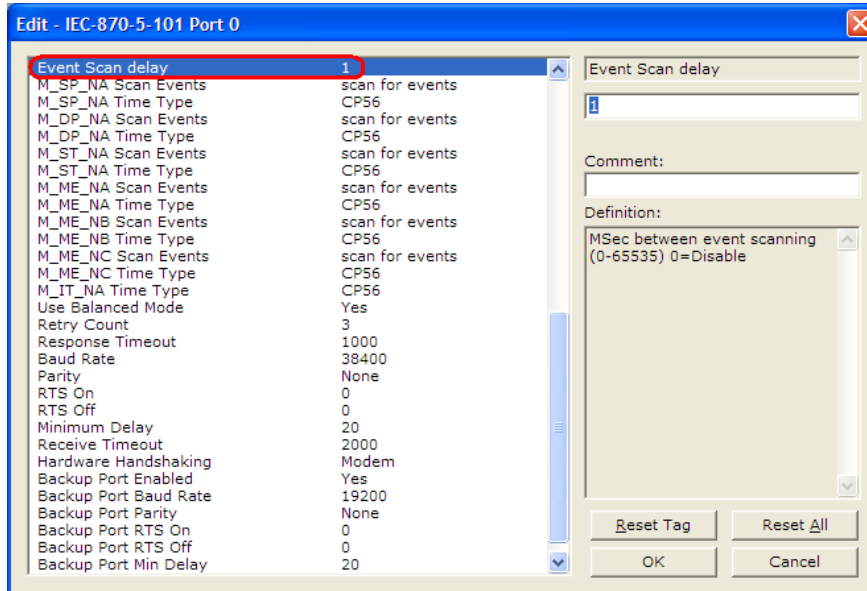 Edit - IEC-870-5-101 Port 0
Event Scan delay 1
M_SP_NA Scan Events scan for events
M_SP_NA Time Type CP56
M_DP_NA Scan Events scan for events
M_DP_NA Time Type CP56
M_ST_NA Scan Events scan for events
M_ST_NA Time Type CP56
M_ME_NA Scan Events scan for events
M_ME_NA Time Type CP56
M_ME_NB Scan Events scan for events
M_ME_NB Time Type CP56
M_ME_NC Scan Events scan for events
M_ME_NC Time Type CP56
M_IT_NA Time Type CP56
Use Balanced Mode Yes
Retry Count 3
Response Timeout 1000
Baud Rate 38400
Parity None
RTS On 0
RTS Off 0
Minimum Delay 20
Receive Timeout 2000
Hardware Handshaking Modem
Backup Port Enabled Yes
Backup Port Baud Rate 19200
Backup Port Parity None
Backup Port RTS On 0
Backup Port RTS Off 0
Backup Port Min Delay 20
Event Scan delay
1
Comment:
Definition:
MSec between event scanning
(0-65535) 0=Disable
Reset Tag Reset All
OK Cancel